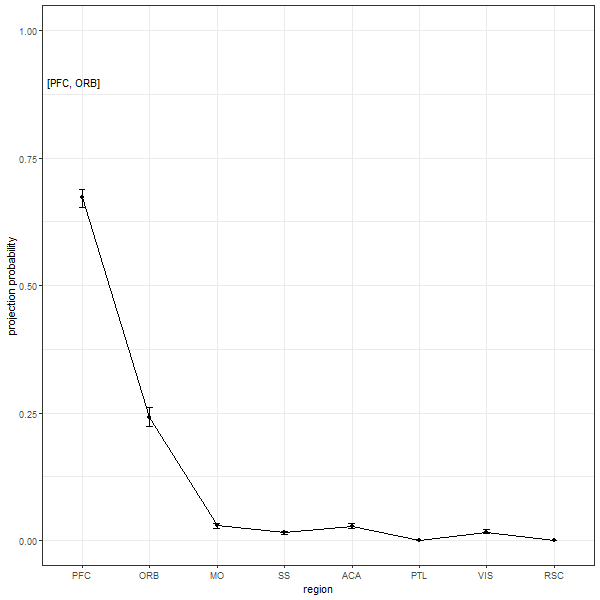 1.00
[PFC, ORB]
0.75
0.50
0.25
0.00
projection probability
PFC ORB MO SS ACA PTL VIS RSC
region